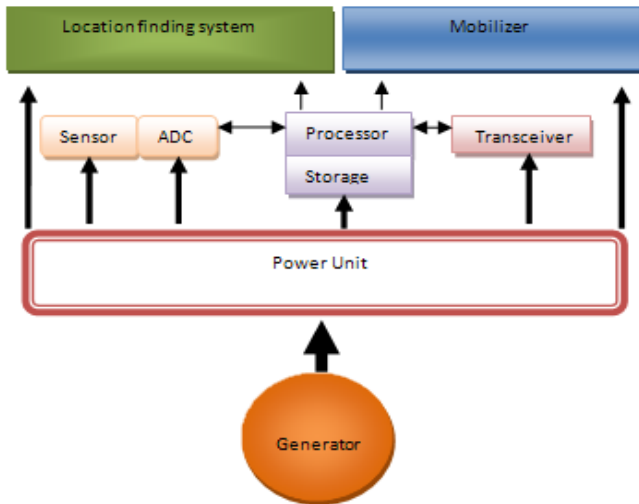 Location finding system
Mobilizer
Sensor
ADC
Processor
Transceiver
Storage
Power Unit
Generator